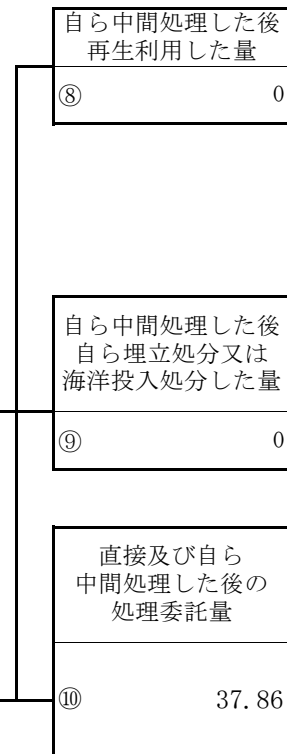 自ら中間処理した後
再生利用した量
⑧ 0
自ら中間処理した後
自ら埋立処分又は
海洋投入処分した量
⑨ 0
直接及び自ら
中間処理した後の
処理委託量
⑩ 37.86